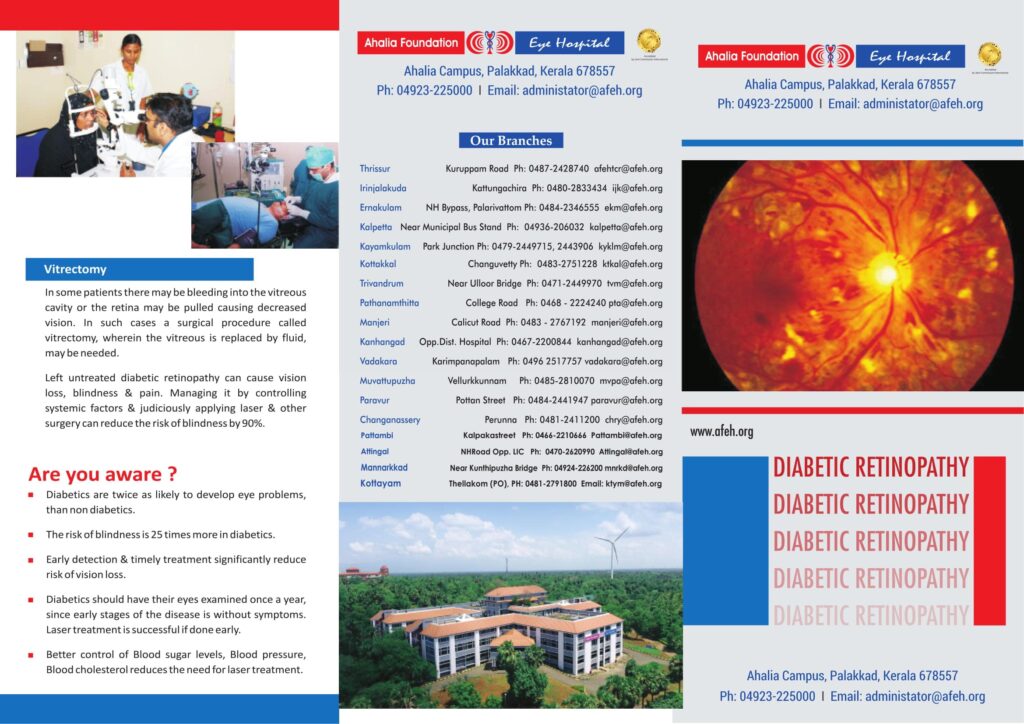 Vitrectomy
In some patients there may be bleeding into the vitreous
cavity or the retina may be pulled causing decreased
vision. In such cases a surgical procedure called
vitrectomy, wherein the vitreous is replaced by fluid,
may be needed.
Left untreated diabetic retinopathy can cause vision
loss, blindness & pain. Managing it by controlling
systemic factors & judiciously applying laser & other
surgery can reduce the risk of blindness by 90%.
Are you aware ?
Diabetics are twice as likely to develop eye problems,
than non diabetics.
The risk of blindness is 25 times more in diabetics.
Early detection & timely treatment significantly reduce
risk of vision loss.
Diabetics should have their eyes examined once a year,
since early stages of the disease is without symptoms.
Laser treatment is successful if done early.
Better control of Blood sugar levels, Blood pressure,
Blood cholesterol reduces the need for laser treatment.
Ahalia Foundation Eye Hospital
Ahalia Campus, Palakkad, Kerala 678557
Ph: 04923-225000 I Email: administator@afeh.org
Our Branches
Thrissur Kuruppam Road Ph: 0487-2428740 afehtcr@afeh.org
Irinjalakuda Kattungachira Ph: 0480-2833434 ijk@afeh.org
Ernakulam NH Bypass, Palarivattom Ph: 0484-2346555 ekm@afeh.org
Kalpetta Near Municipal Bus Stand Ph: 04936-206032 kalpetta@afeh.org
Kayamkulam Park Junction Ph: 0479-2449715, 2443906 kyklm@afeh.org
Kottakkal Changuvetty Ph: 0483-2751228 ktkal@afeh.org
Trivandrum Near Ulloor Bridge Ph: 0471-2449970 tvm@afeh.org
Pathanamthitta College Road Ph: 0468 - 2224240 pta@afeh.org
Manjeri Calicut Road Ph: 0483 - 2767192 manjeri@afeh.org
Kanhangad Opp.Dist. Hospital Ph: 0467-2200844 kanhangad@afeh.org
Vadakara Karimpanapalam Ph: 0496 2517757 vadakara@afeh.org
Muvattupuzha Vellurkkunnam Ph: 0485-2810070 mvpa@afeh.org
Paravur Pottan Street Ph: 0484-2441947 paravur@afeh.org
Changanassery Perunna Ph: 0481-2411200 chry@afeh.org
Pattambi Kalpakastreet Ph: 0466-2210666 Pattambi@afeh.org
Attingal NHRoad Opp. LIC Ph: 0470-2620990 Attingal@afeh.org
Mannarkkad Near Kunthipuzha Bridge Ph: 04924-226200 mnrkd@afeh.org
Kottayam Thellakom (PO), PH: 0481-2791800 Email: ktym@afeh.org
Ahalia Foundation Eye Hospital
Ahalia Campus, Palakkad, Kerala 678557
Ph: 04923-225000 I Email: administator@afeh.org
www.afeh.org
DIABETIC RETINOPATHY
DIABETIC RETINOPATHY
DIABETIC RETINOPATHY
DIABETIC RETINOPATHY
DIABETIC RETINOPATHY
Ahalia Campus, Palakkad, Kerala 678557
Ph: 04923-225000 I Email: administator@afeh.org